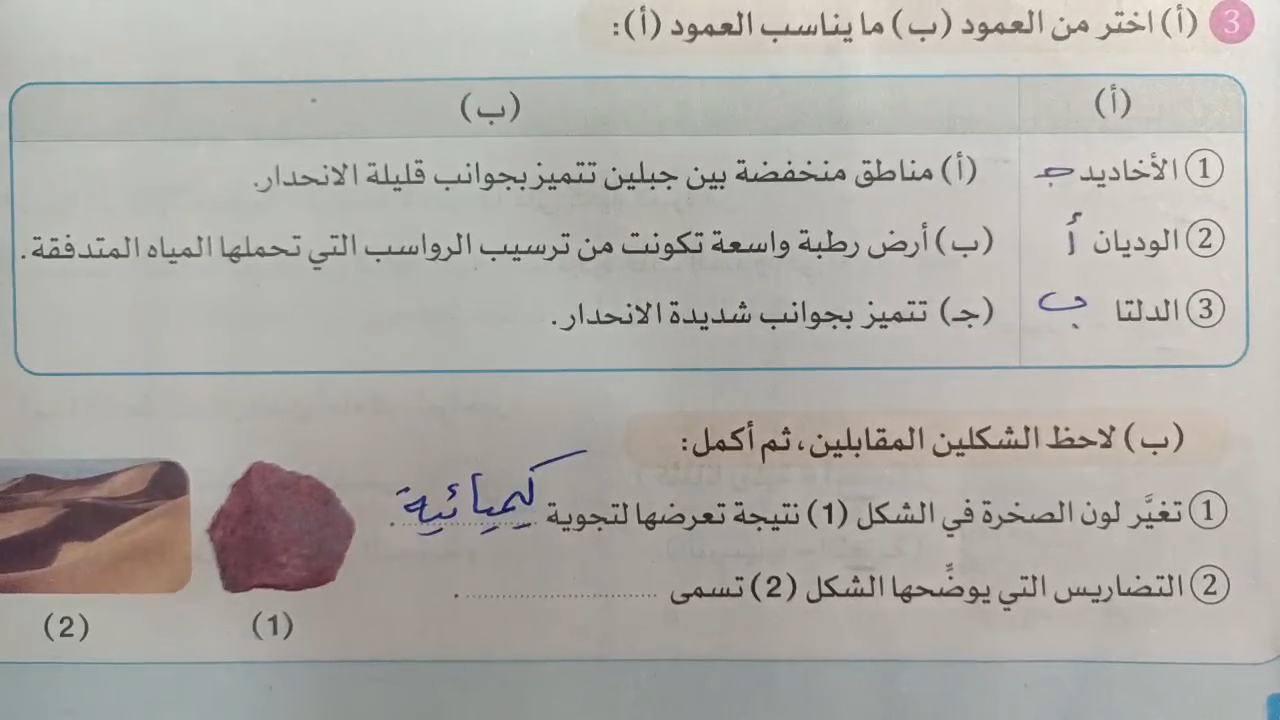 3 (أ) اختر من العمود (ب) ما يناسب العمود (أ):
(أ) (ب)
1 الأخاديد جـ (أ) مناطق منخفضة بين جبلين تتميز بجوانب قليلة الانحدار.
2 الوديان أ (ب) أرض رطبة واسعة تكونت من ترسيب الرواسب التي تحملها المياه المتدفقة.
3 الدلتا ب (جـ) تتميز بجوانب شديدة الانحدار.
(ب) لاحظ الشكلين المقابلين، ثم أكمل:
1 تغيَّر لون الصخرة في الشكل (1) نتيجة تعرضها لتجوية كيميائية.
2 التضاريس التي يوضِّحها الشكل (2) تسمى ..............................
(1) (2)